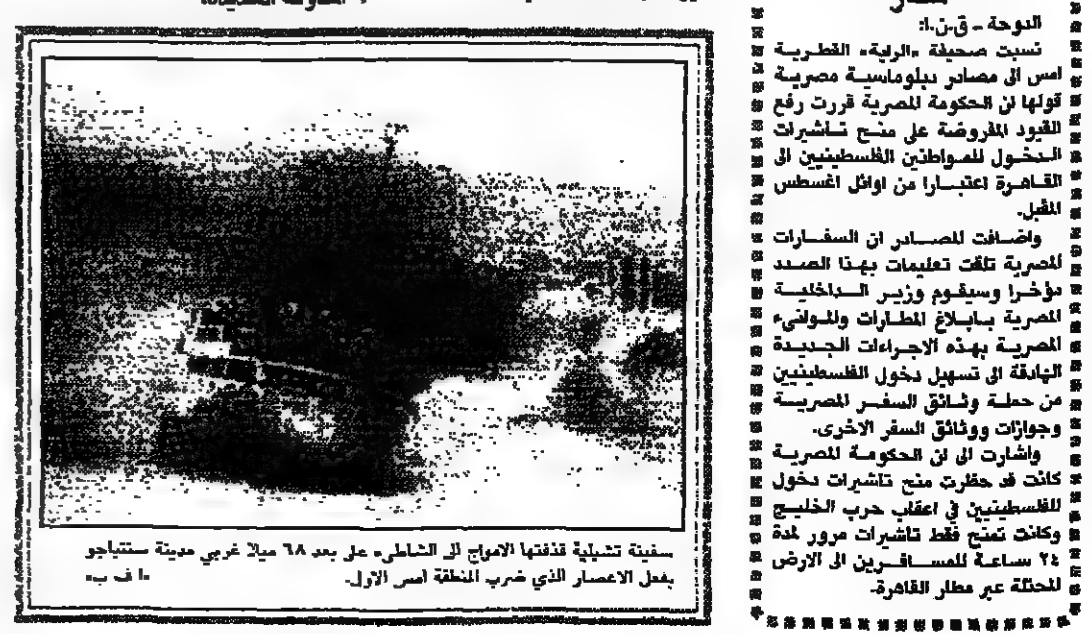 الدوحة - ق.ن.ا:
نسبت صحيفة «الراية» القطرية
امس الى مصادر دبلوماسية مصرية
قولها ان الحكومة المصرية قررت رفع
القيود المفروضة على منح تأشيرات
الدخول للمواطنين الفلسطينيين الى
القاهرة اعتبارا من اوائل اغسطس
المقبل.
واضافت المصادر ان السفارات
المصرية تلقت تعليمات بهذا الصدد
مؤخرا وسيقوم وزير الداخلية
المصرية بابلاغ المطارات والموانىء
المصرية بهذه الاجراءات الجديدة
الهادفة الى تسهيل دخول الفلسطينيين
من حملة وثائق السفر المصرية
وجوازات ووثائق السفر الاخرى.
واشارت الى ان الحكومة المصرية
كانت قد حظرت منح تاشيرات دخول
للفلسطينيين في اعقاب حرب الخليج
وكانت تمنح فقط تاشيرات مرور لمدة
٢٤ ساعة للمسافرين الى الارض
المحتلة عبر مطار القاهرة.
سفينة تشيلية قذفتها الامواج الى الشاطىء على بعد ٦٨ ميلا غربي مدينة سنتياجو
بفعل الاعصار الذي ضرب المنطقة امس الاول. «ا ف ب»